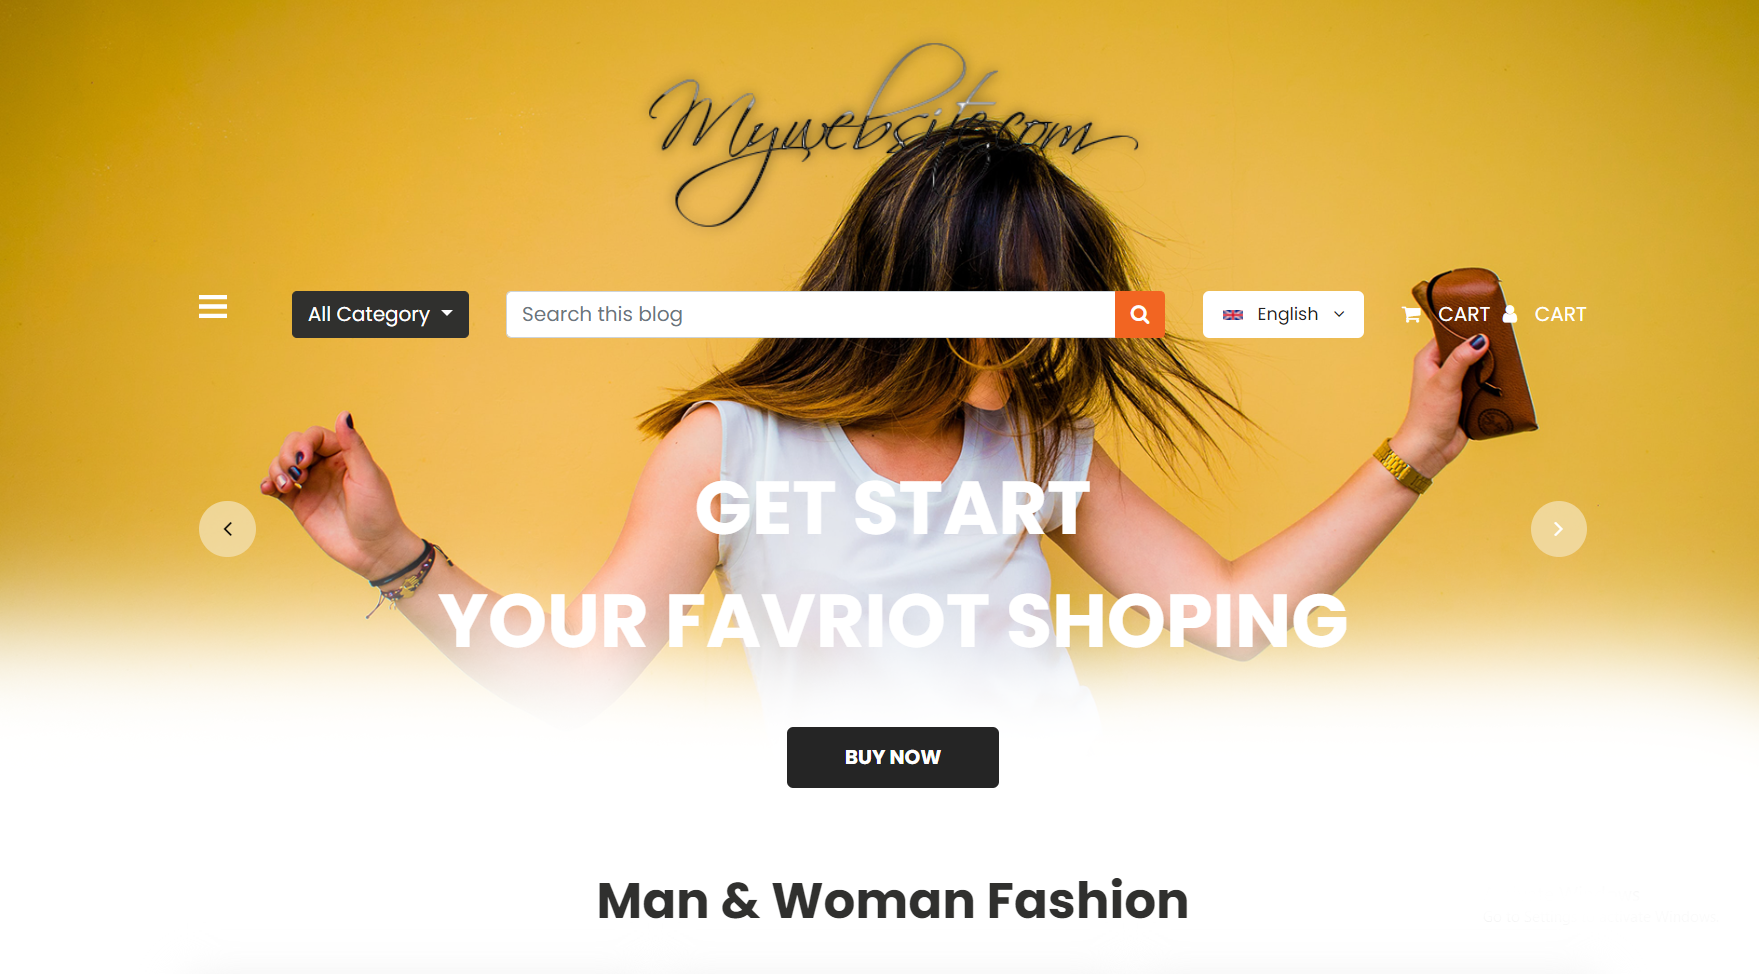 Mywebsite.com
All Category
Search this blog
English
CART
CART
GET START
YOUR FAVRIOT SHOPING
BUY NOW
Man & Woman Fashion